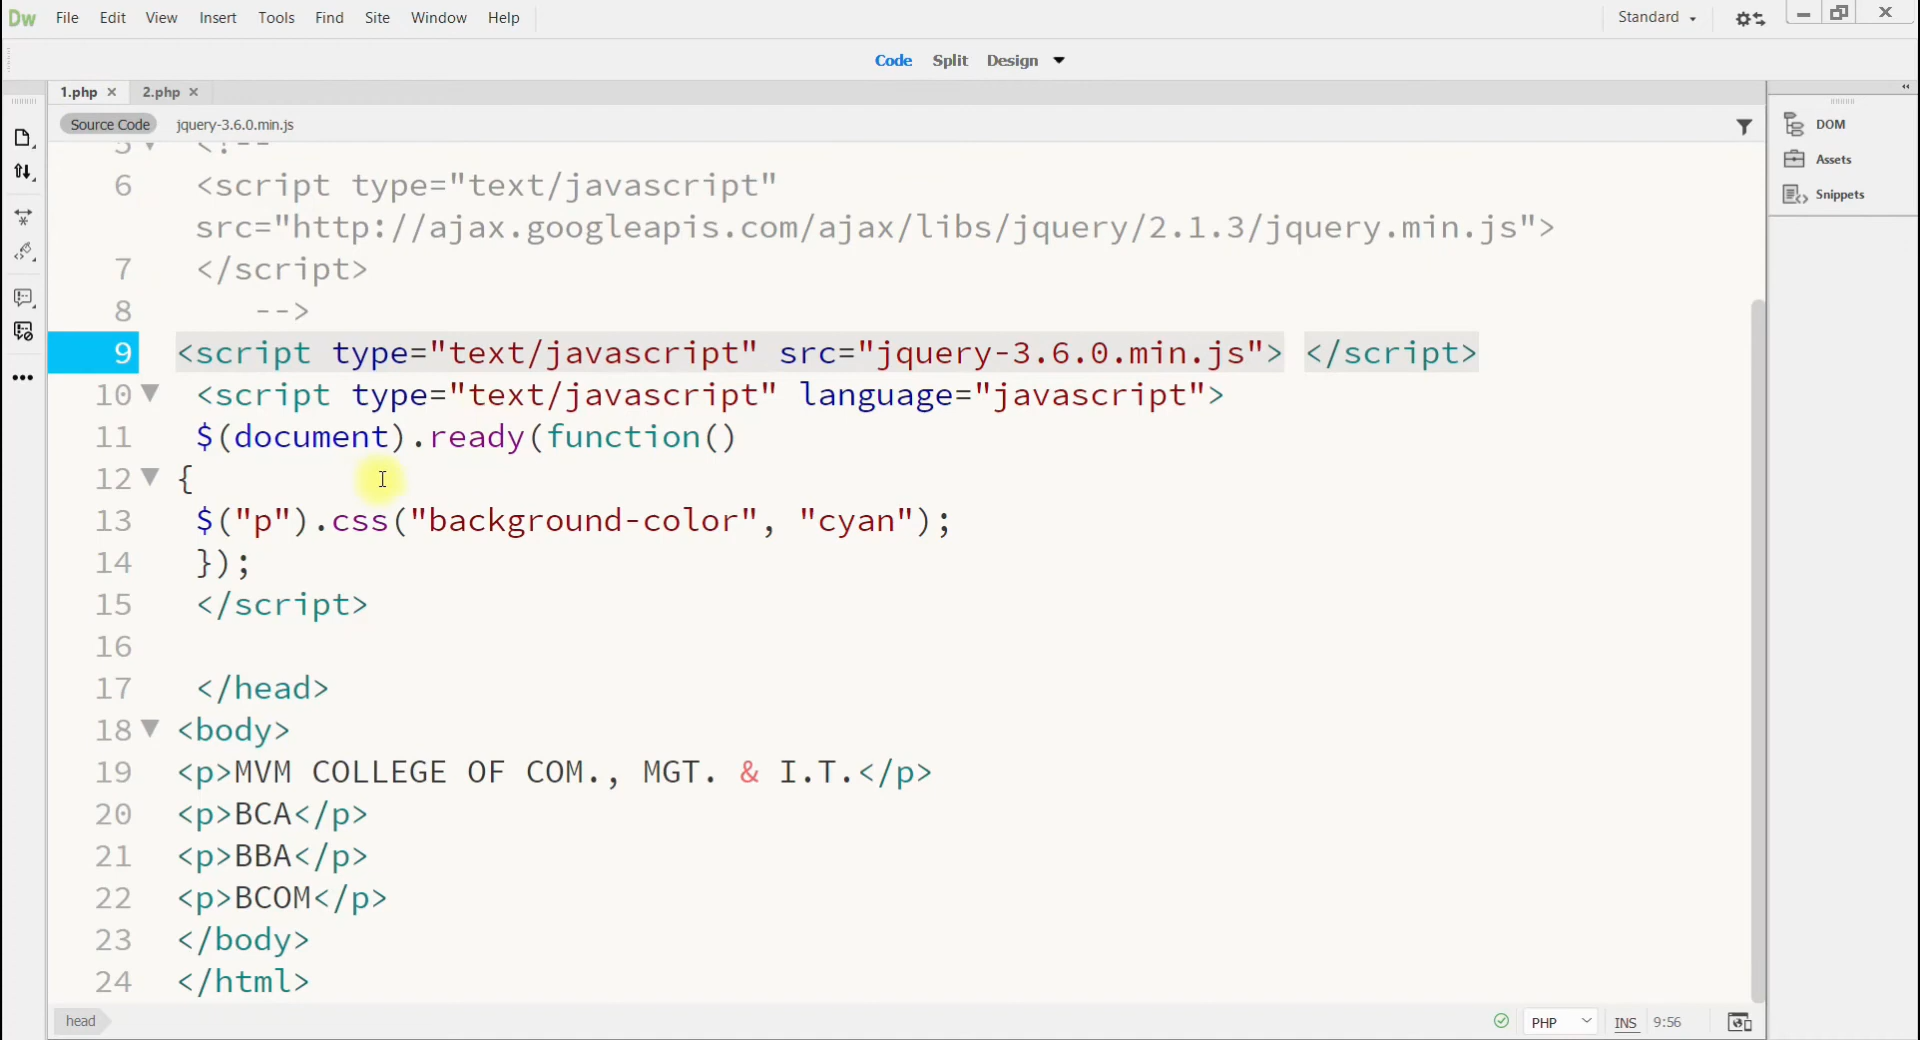 Dw File Edit View Insert Tools Find Site Window Help Standard
Code Split Design
1.php 2.php
Source Code jquery-3.6.0.min.js
DOM
Assets
Snippets
5 <!--
6 <script type="text/javascript"
src="http://ajax.googleapis.com/ajax/libs/jquery/2.1.3/jquery.min.js">
7 </script>
8 -->
9 <script type="text/javascript" src="jquery-3.6.0.min.js"> </script>
10 <script type="text/javascript" language="javascript">
11 $(document).ready(function()
12 {
13 $("p").css("background-color", "cyan");
14 });
15 </script>
16
17 </head>
18 <body>
19 <p>MVM COLLEGE OF COM., MGT. & I.T.</p>
20 <p>BCA</p>
21 <p>BBA</p>
22 <p>BCOM</p>
23 </body>
24 </html>
head PHP INS 9:56